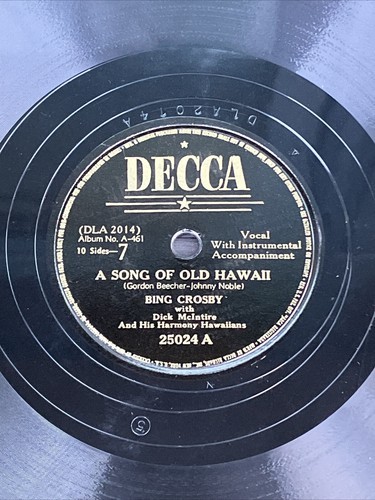 DLA2014A
DECCA
(DLA 2014)
Album No. A-461
10 Sides-7
Vocal
With Instrumental
Accompaniment
A SONG OF OLD HAWAII
(Gordon Beecher-Johnny Noble)
BING CROSBY
with
Dick McIntire
And His Harmony Hawaiians
25024 A